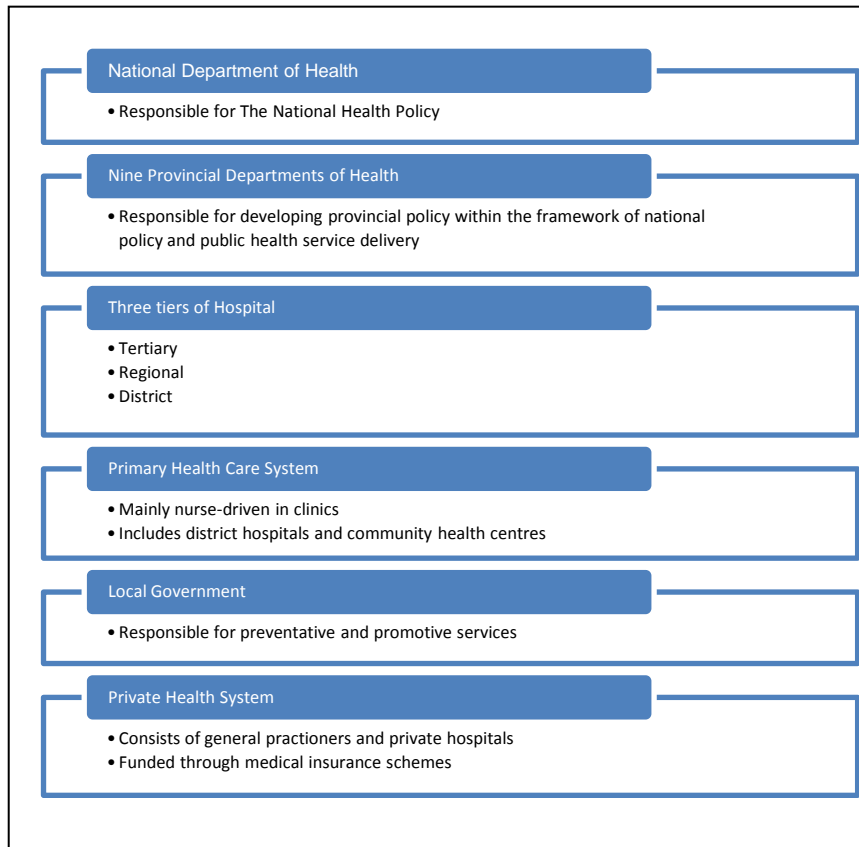 National Department of Health
• Responsible for The National Health Policy
Nine Provincial Departments of Health
• Responsible for developing provincial policy within the framework of national
policy and public health service delivery
Three tiers of Hospital
• Tertiary
• Regional
• District
Primary Health Care System
• Mainly nurse-driven in clinics
• Includes district hospitals and community health centres
Local Government
• Responsible for preventative and promotive services
Private Health System
• Consists of general practioners and private hospitals
• Funded through medical insurance schemes